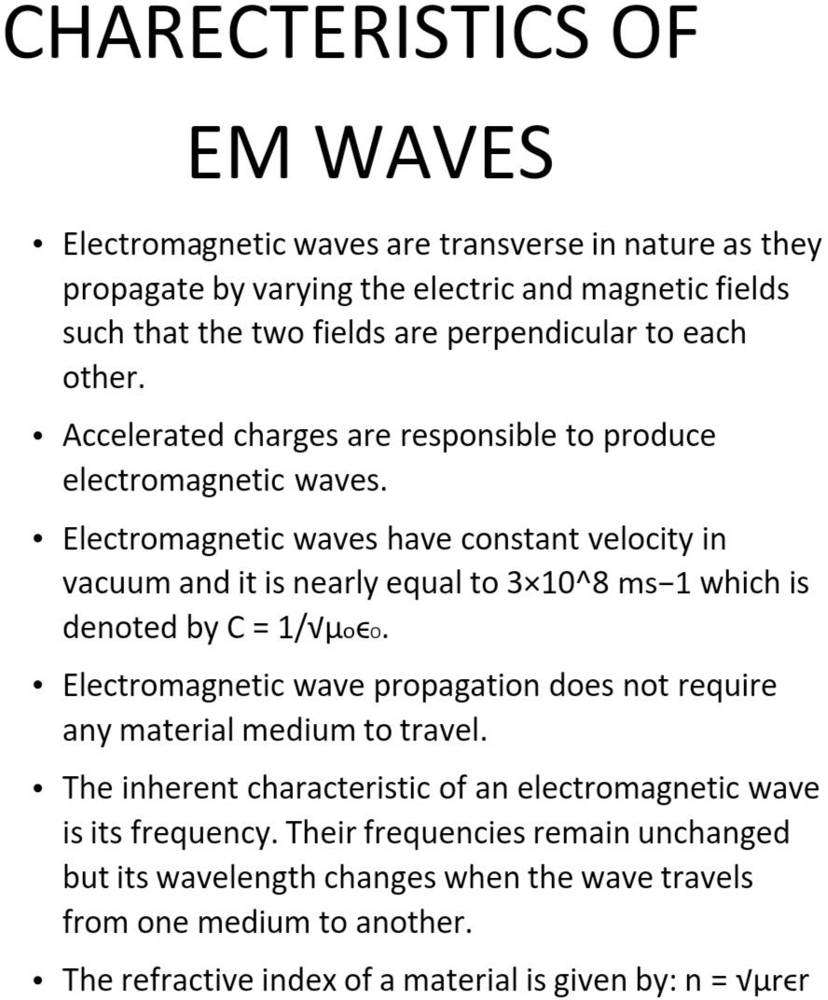 CHARECTERISTICS OF
EM WAVES
• Electromagnetic waves are transverse in nature as they
propagate by varying the electric and magnetic fields
such that the two fields are perpendicular to each
other.
• Accelerated charges are responsible to produce
electromagnetic waves.
• Electromagnetic waves have constant velocity in
vacuum and it is nearly equal to 3×10^8 ms−1 which is
denoted by C = 1/√μ₀ϵ₀.
• Electromagnetic wave propagation does not require
any material medium to travel.
• The inherent characteristic of an electromagnetic wave
is its frequency. Their frequencies remain unchanged
but its wavelength changes when the wave travels
from one medium to another.
• The refractive index of a material is given by: n = √μrϵr